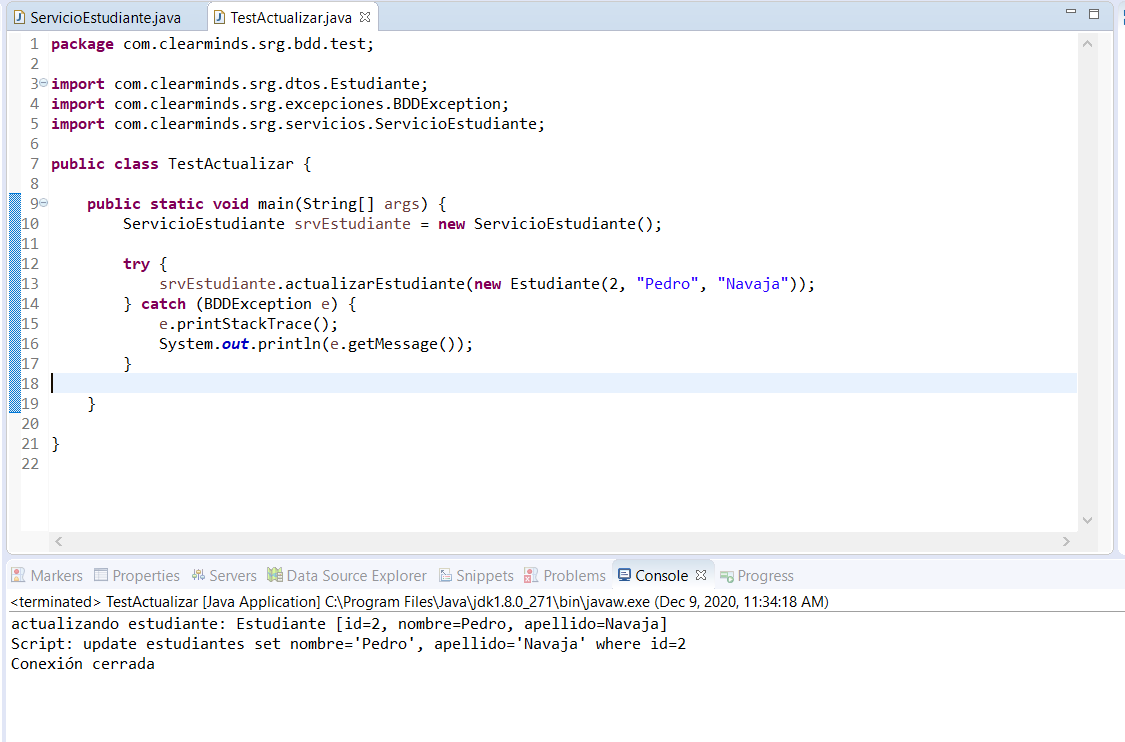 ServicioEstudiante.java TestActualizar.java
1 package com.clearminds.srg.bdd.test;
2
3 import com.clearminds.srg.dtos.Estudiante;
4 import com.clearminds.srg.excepciones.BDDException;
5 import com.clearminds.srg.servicios.ServicioEstudiante;
6
7 public class TestActualizar {
8
9     public static void main(String[] args) {
10         ServicioEstudiante srvEstudiante = new ServicioEstudiante();
11
12         try {
13             srvEstudiante.actualizarEstudiante(new Estudiante(2, "Pedro", "Navaja"));
14         } catch (BDDException e) {
15             e.printStackTrace();
16             System.out.println(e.getMessage());
17         }
18
19     }
20
21 }
22
Markers Properties Servers Data Source Explorer Snippets Problems Console Progress
<terminated> TestActualizar [Java Application] C:\Program Files\Java\jdk1.8.0_271\bin\javaw.exe (Dec 9, 2020, 11:34:18 AM)
actualizando estudiante: Estudiante [id=2, nombre=Pedro, apellido=Navaja]
Script: update estudiantes set nombre='Pedro', apellido='Navaja' where id=2
Conexión cerrada